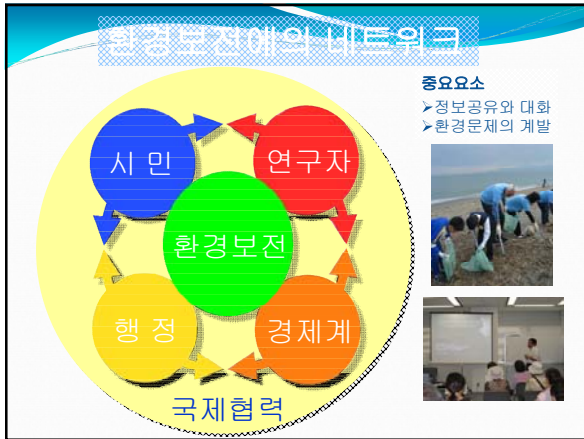 환경보전에의 네트워크
중요요소
➢정보공유와 대화
➢환경문제의 계발
시 민
연구자
환경보전
행 정
경제계
국제협력